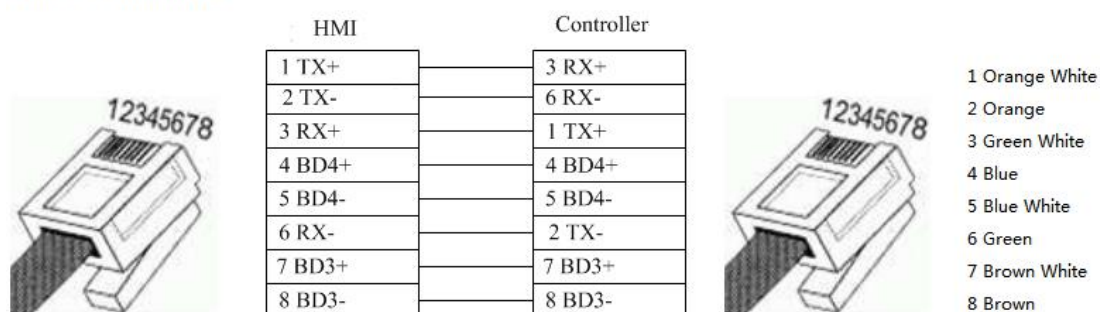 HMI Controller
1 TX+ 3 RX+
2 TX- 6 RX-
3 RX+ 1 TX+
4 BD4+ 4 BD4+
5 BD4- 5 BD4-
6 RX- 2 TX-
7 BD3+ 7 BD3+
8 BD3- 8 BD3-
12345678
12345678
1 Orange White
2 Orange
3 Green White
4 Blue
5 Blue White
6 Green
7 Brown White
8 Brown